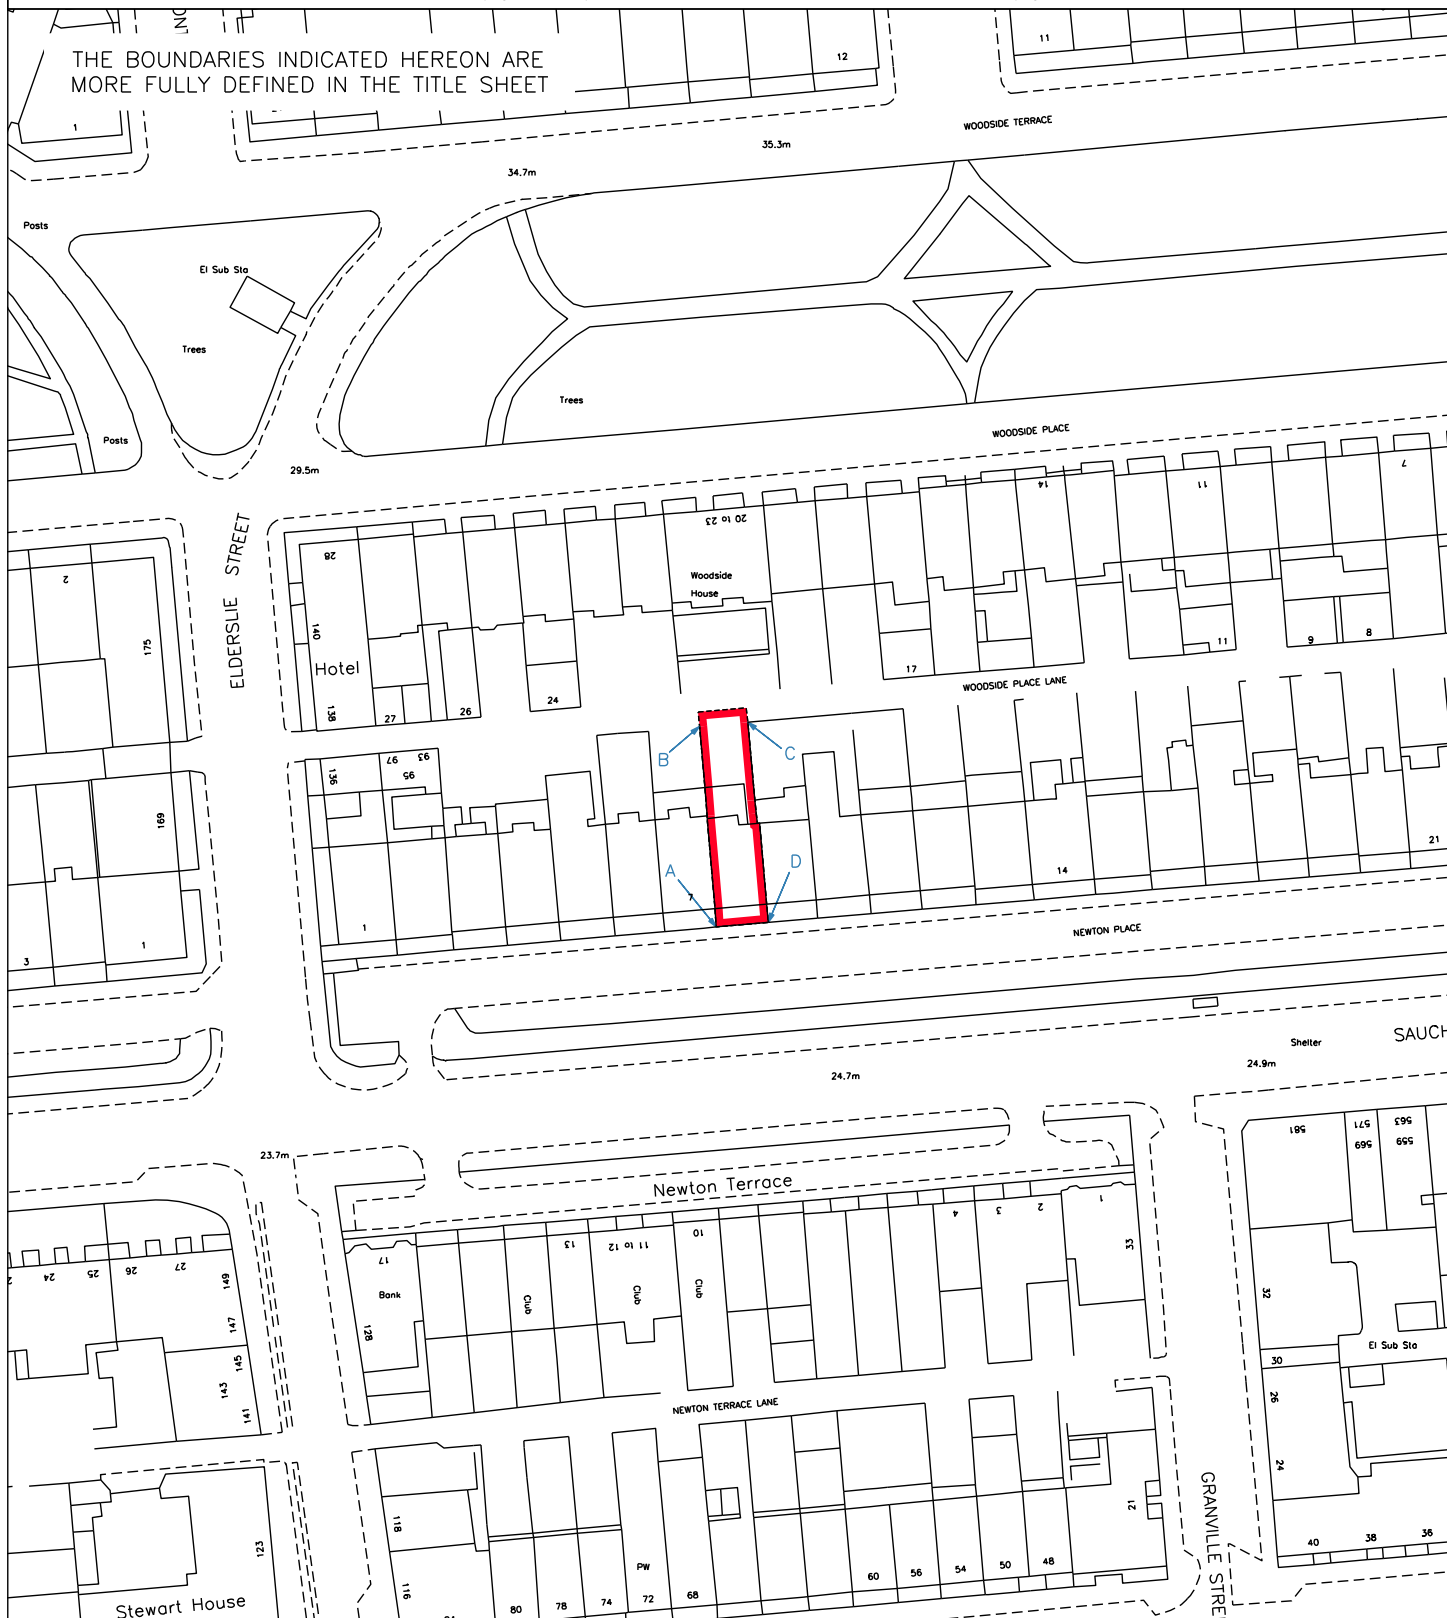 THE BOUNDARIES INDICATED HEREON ARE
MORE FULLY DEFINED IN THE TITLE SHEET
12
11
1
WOODSIDE TERRACE
35.3m
34.7m
Posts
El Sub Sta
Trees
Trees
Posts
WOODSIDE PLACE
29.5m
7
14
11
20 to 23
28
ELDERSLIE STREET
2
175
140
Hotel
138
27
26
24
Woodside
House
17
11
9
8
WOODSIDE PLACE LANE
B
C
136
97
93
95
169
A
D
7
14
21
1
1
3
NEWTON PLACE
SAUCH
Shelter
24.7m
24.9m
23.7m
Newton Terrace
581
571
569
563
559
4
3
2
1
33
10
11 to 12
13
17
Bank
Club
Club
Club
128
24
25
26
27
149
147
145
143
141
32
El Sub Sta
30
26
24
NEWTON TERRACE LANE
GRANVILLE STRE
21
118
116
123
Stewart House
PW
80
78
74
72
68
60
56
54
50
48
40
38
36